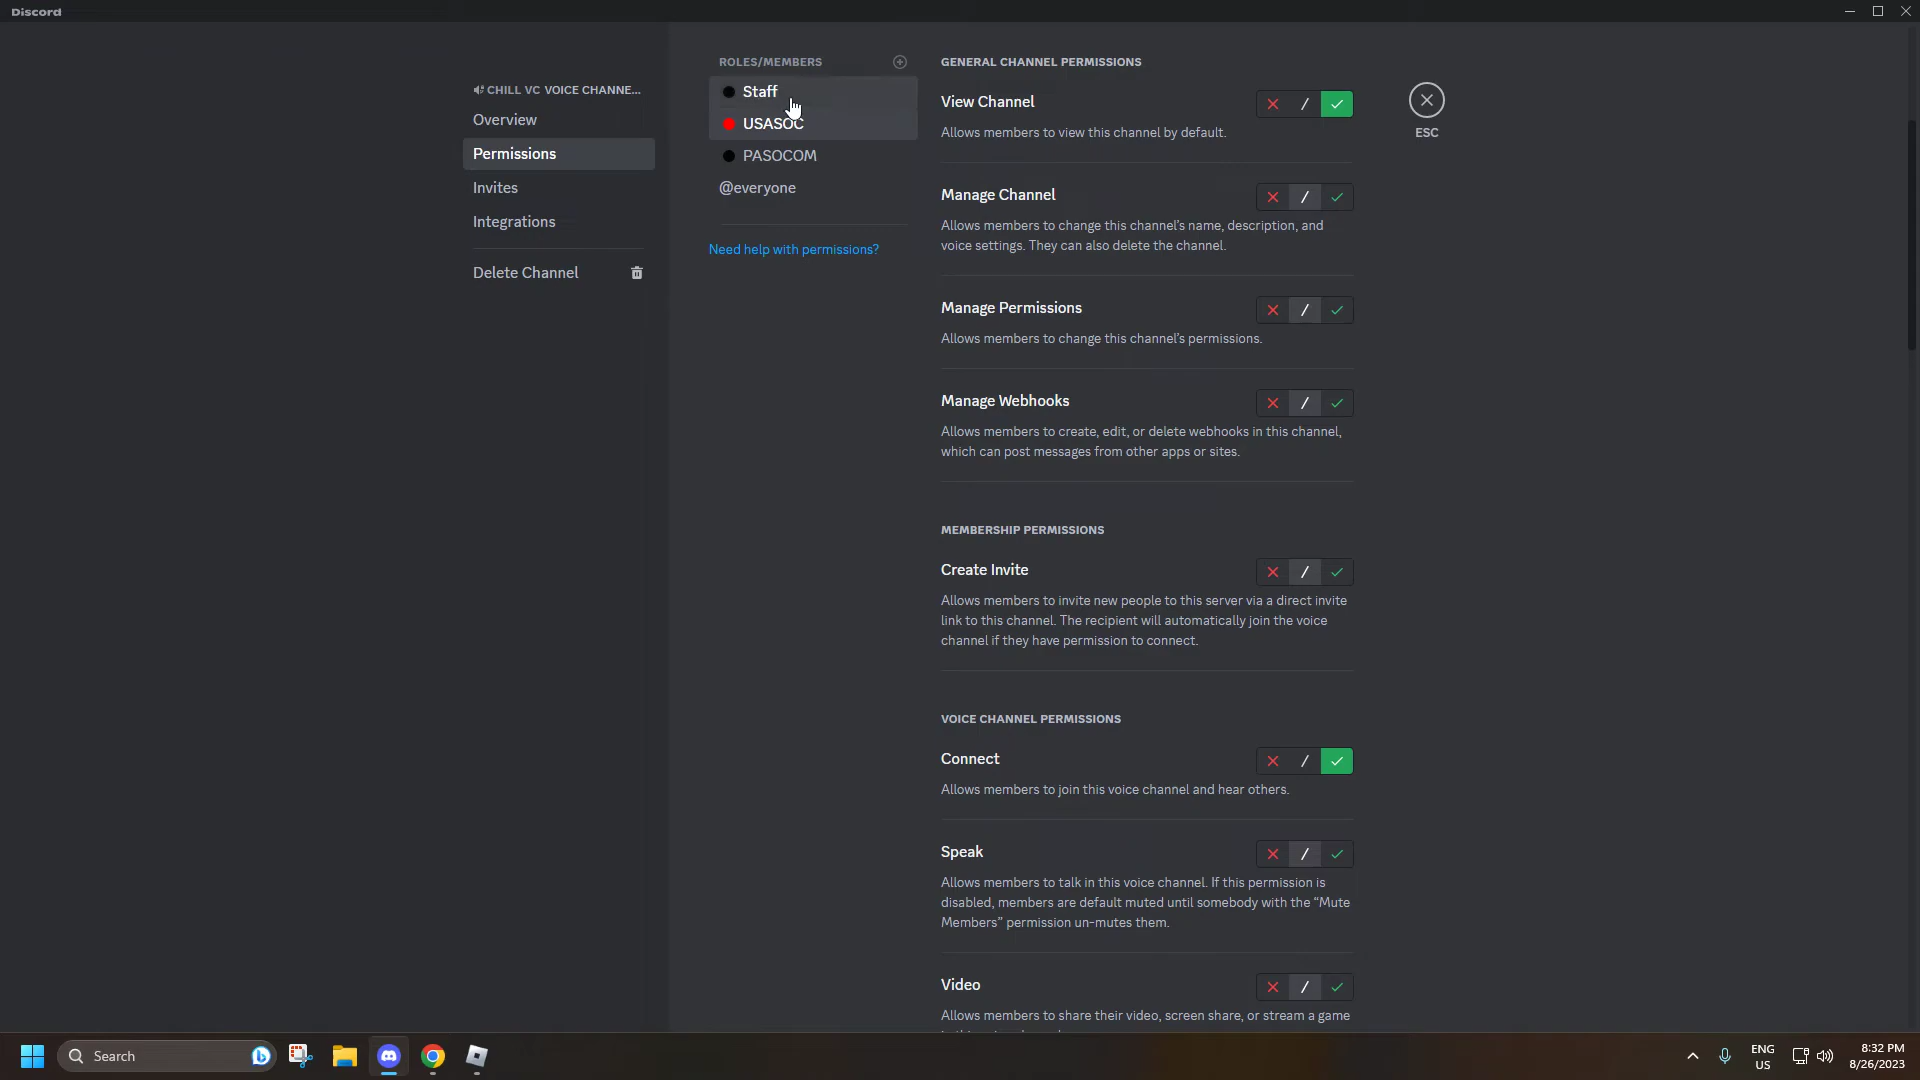 Discord
CHILL VC VOICE CHANNE...
Overview
Permissions
Invites
Integrations
Delete Channel
ROLES/MEMBERS
Staff
USASOC
PASOCOM
@everyone
Need help with permissions?
GENERAL CHANNEL PERMISSIONS
View Channel
Allows members to view this channel by default.
Manage Channel
Allows members to change this channel's name, description, and
voice settings. They can also delete the channel.
Manage Permissions
Allows members to change this channel's permissions.
Manage Webhooks
Allows members to create, edit, or delete webhooks in this channel,
which can post messages from other apps or sites.
MEMBERSHIP PERMISSIONS
Create Invite
Allows members to invite new people to this server via a direct invite
link to this channel. The recipient will automatically join the voice
channel if they have permission to connect.
VOICE CHANNEL PERMISSIONS
Connect
Allows members to join this voice channel and hear others.
Speak
Allows members to talk in this voice channel. If this permission is
disabled, members are default muted until somebody with the “Mute
Members” permission un-mutes them.
Video
Allows members to share their video, screen share, or stream a game
ESC
Search
ENG
US
8:32 PM
8/26/2023